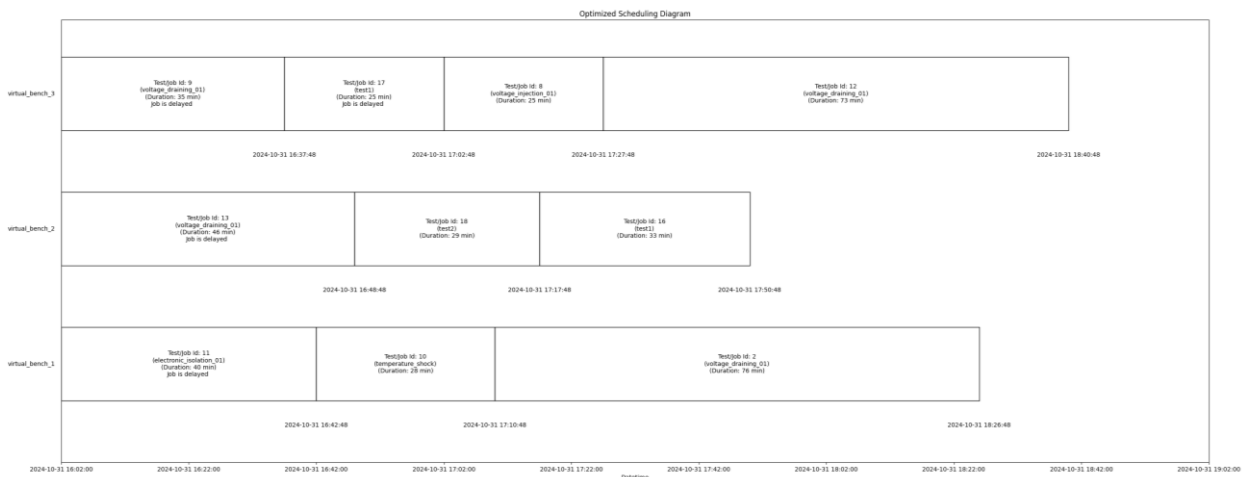 Optimized Scheduling Diagram
virtual_bench_3
Test/Job Id: 9
(voltage_draining_01)
(Duration: 35 min)
Job is delayed
Test/Job Id: 17
(test1)
(Duration: 25 min)
Job is delayed
Test/Job Id: 8
(voltage_injection_01)
(Duration: 25 min)
Test/Job Id: 12
(voltage_draining_01)
(Duration: 73 min)
2024-10-31 16:37:48
2024-10-31 17:02:48
2024-10-31 17:27:48
2024-10-31 18:40:48
virtual_bench_2
Test/Job Id: 13
(voltage_draining_01)
(Duration: 46 min)
Job is delayed
Test/Job Id: 18
(test2)
(Duration: 29 min)
Test/Job Id: 16
(test1)
(Duration: 33 min)
2024-10-31 16:48:48
2024-10-31 17:17:48
2024-10-31 17:50:48
virtual_bench_1
Test/Job Id: 11
(electronic_isolation_01)
(Duration: 40 min)
Job is delayed
Test/Job Id: 10
(temperature_shock)
(Duration: 28 min)
Test/Job Id: 2
(voltage_draining_01)
(Duration: 76 min)
2024-10-31 16:42:48
2024-10-31 17:10:48
2024-10-31 18:26:48
2024-10-31 16:02:00
2024-10-31 16:22:00
2024-10-31 16:42:00
2024-10-31 17:02:00
2024-10-31 17:22:00
2024-10-31 17:42:00
2024-10-31 18:02:00
2024-10-31 18:22:00
2024-10-31 18:42:00
2024-10-31 19:02:00